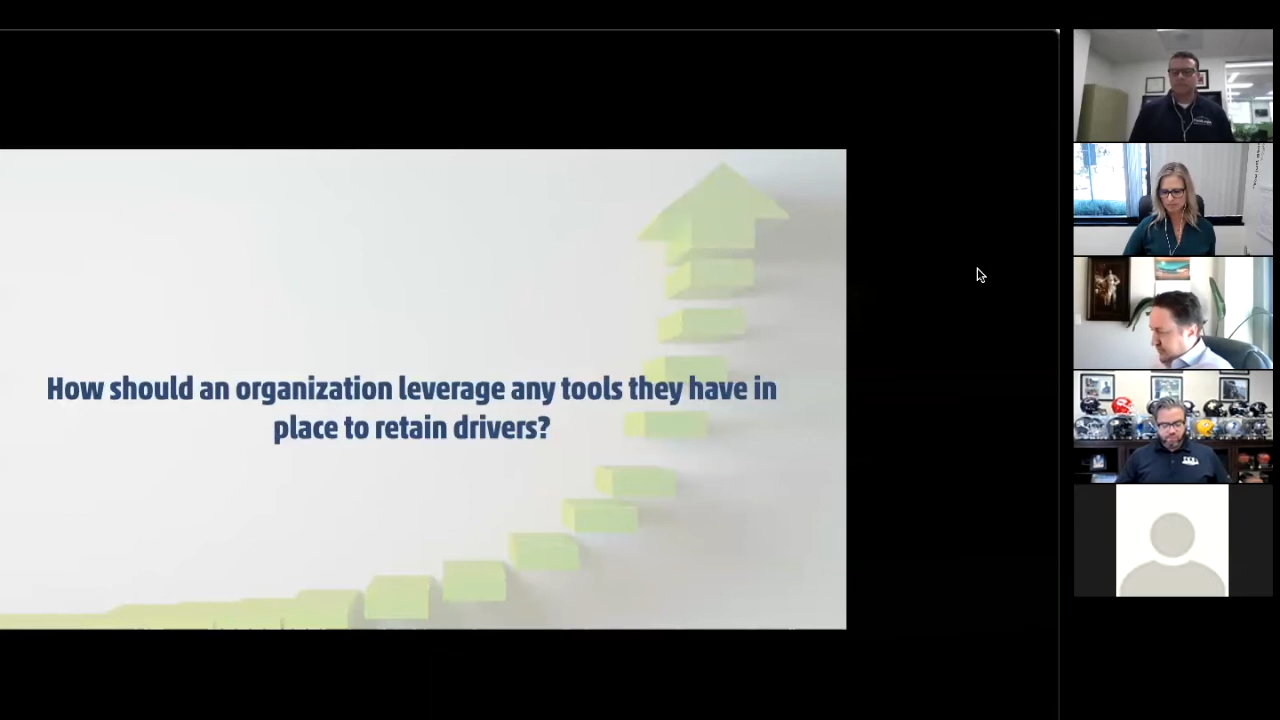 How should an organization leverage any tools they have in
place to retain drivers?